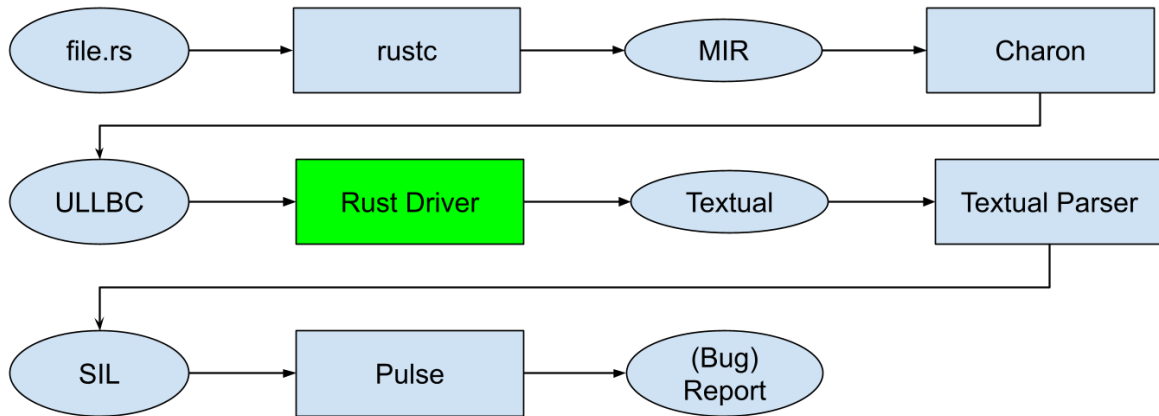 file.rs
rustc
MIR
Charon
ULLBC
Rust Driver
Textual
Textual Parser
SIL
Pulse
(Bug)
Report